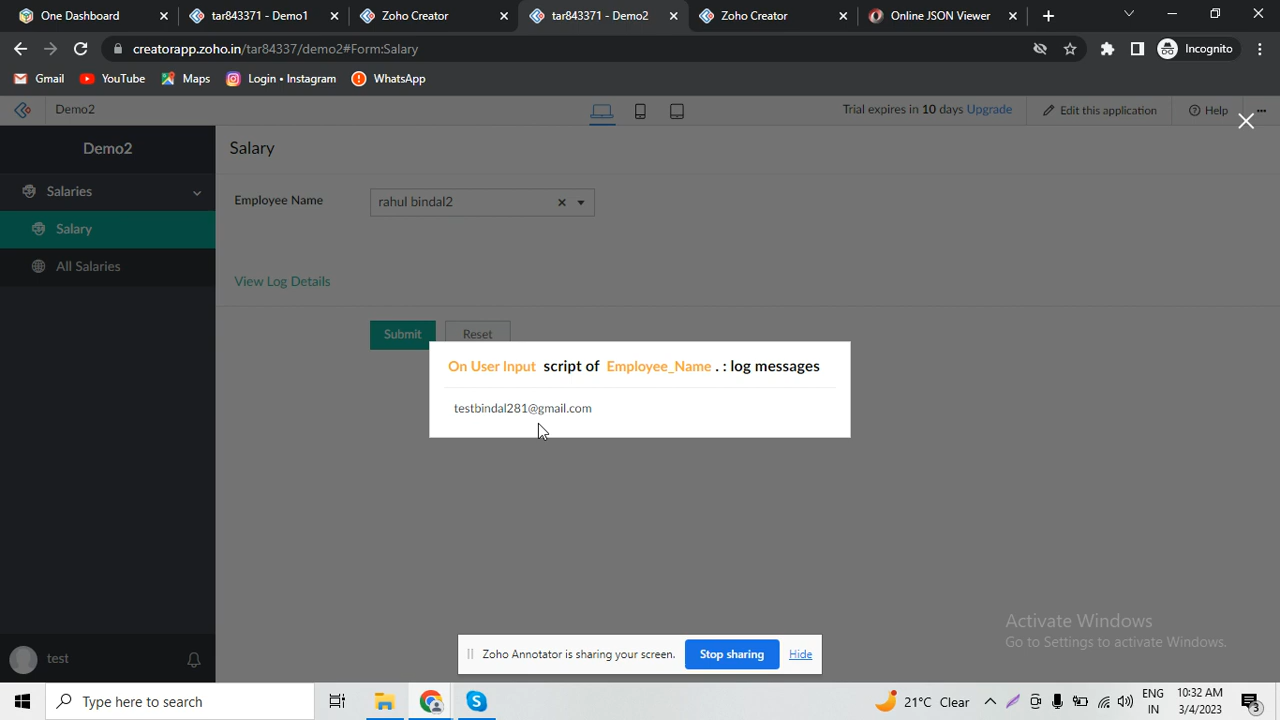 One Dashboard
tar843371 - Demo1
Zoho Creator
tar843371 - Demo2
Zoho Creator
Online JSON Viewer
creatorapp.zoho.in/tar84337/demo2#Form:Salary
Incognito
Gmail
YouTube
Maps
Login • Instagram
WhatsApp
Demo2
Trial expires in 10 days Upgrade
Edit this application
Help
Demo2
Salary
Salaries
Employee Name
rahul bindal2
Salary
All Salaries
View Log Details
Submit
Reset
On User Input script of Employee_Name . : log messages
testbindal281@gmail.com
Activate Windows
Go to Settings to activate Windows.
test
Zoho Annotator is sharing your screen.
Stop sharing
Hide
Type here to search
21°C Clear
ENG
IN
10:32 AM
3/4/2023
3